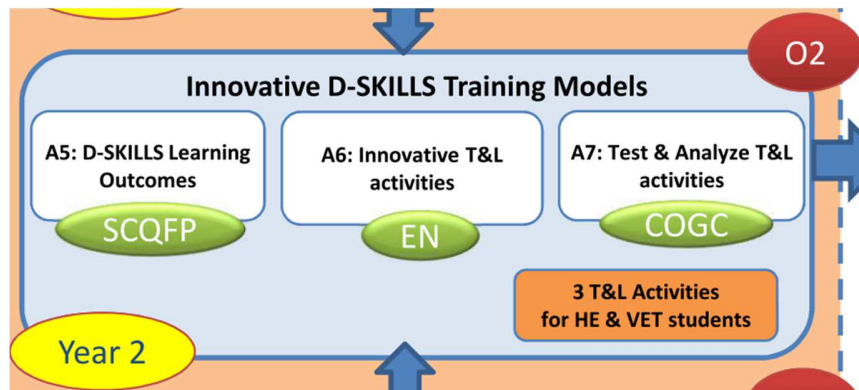 O2
Innovative D-SKILLS Training Models
A5: D-SKILLS Learning
Outcomes
SCQFP
A6: Innovative T&L
activities
EN
A7: Test & Analyze T&L
activities
COGC
3 T&L Activities
for HE & VET students
Year 2